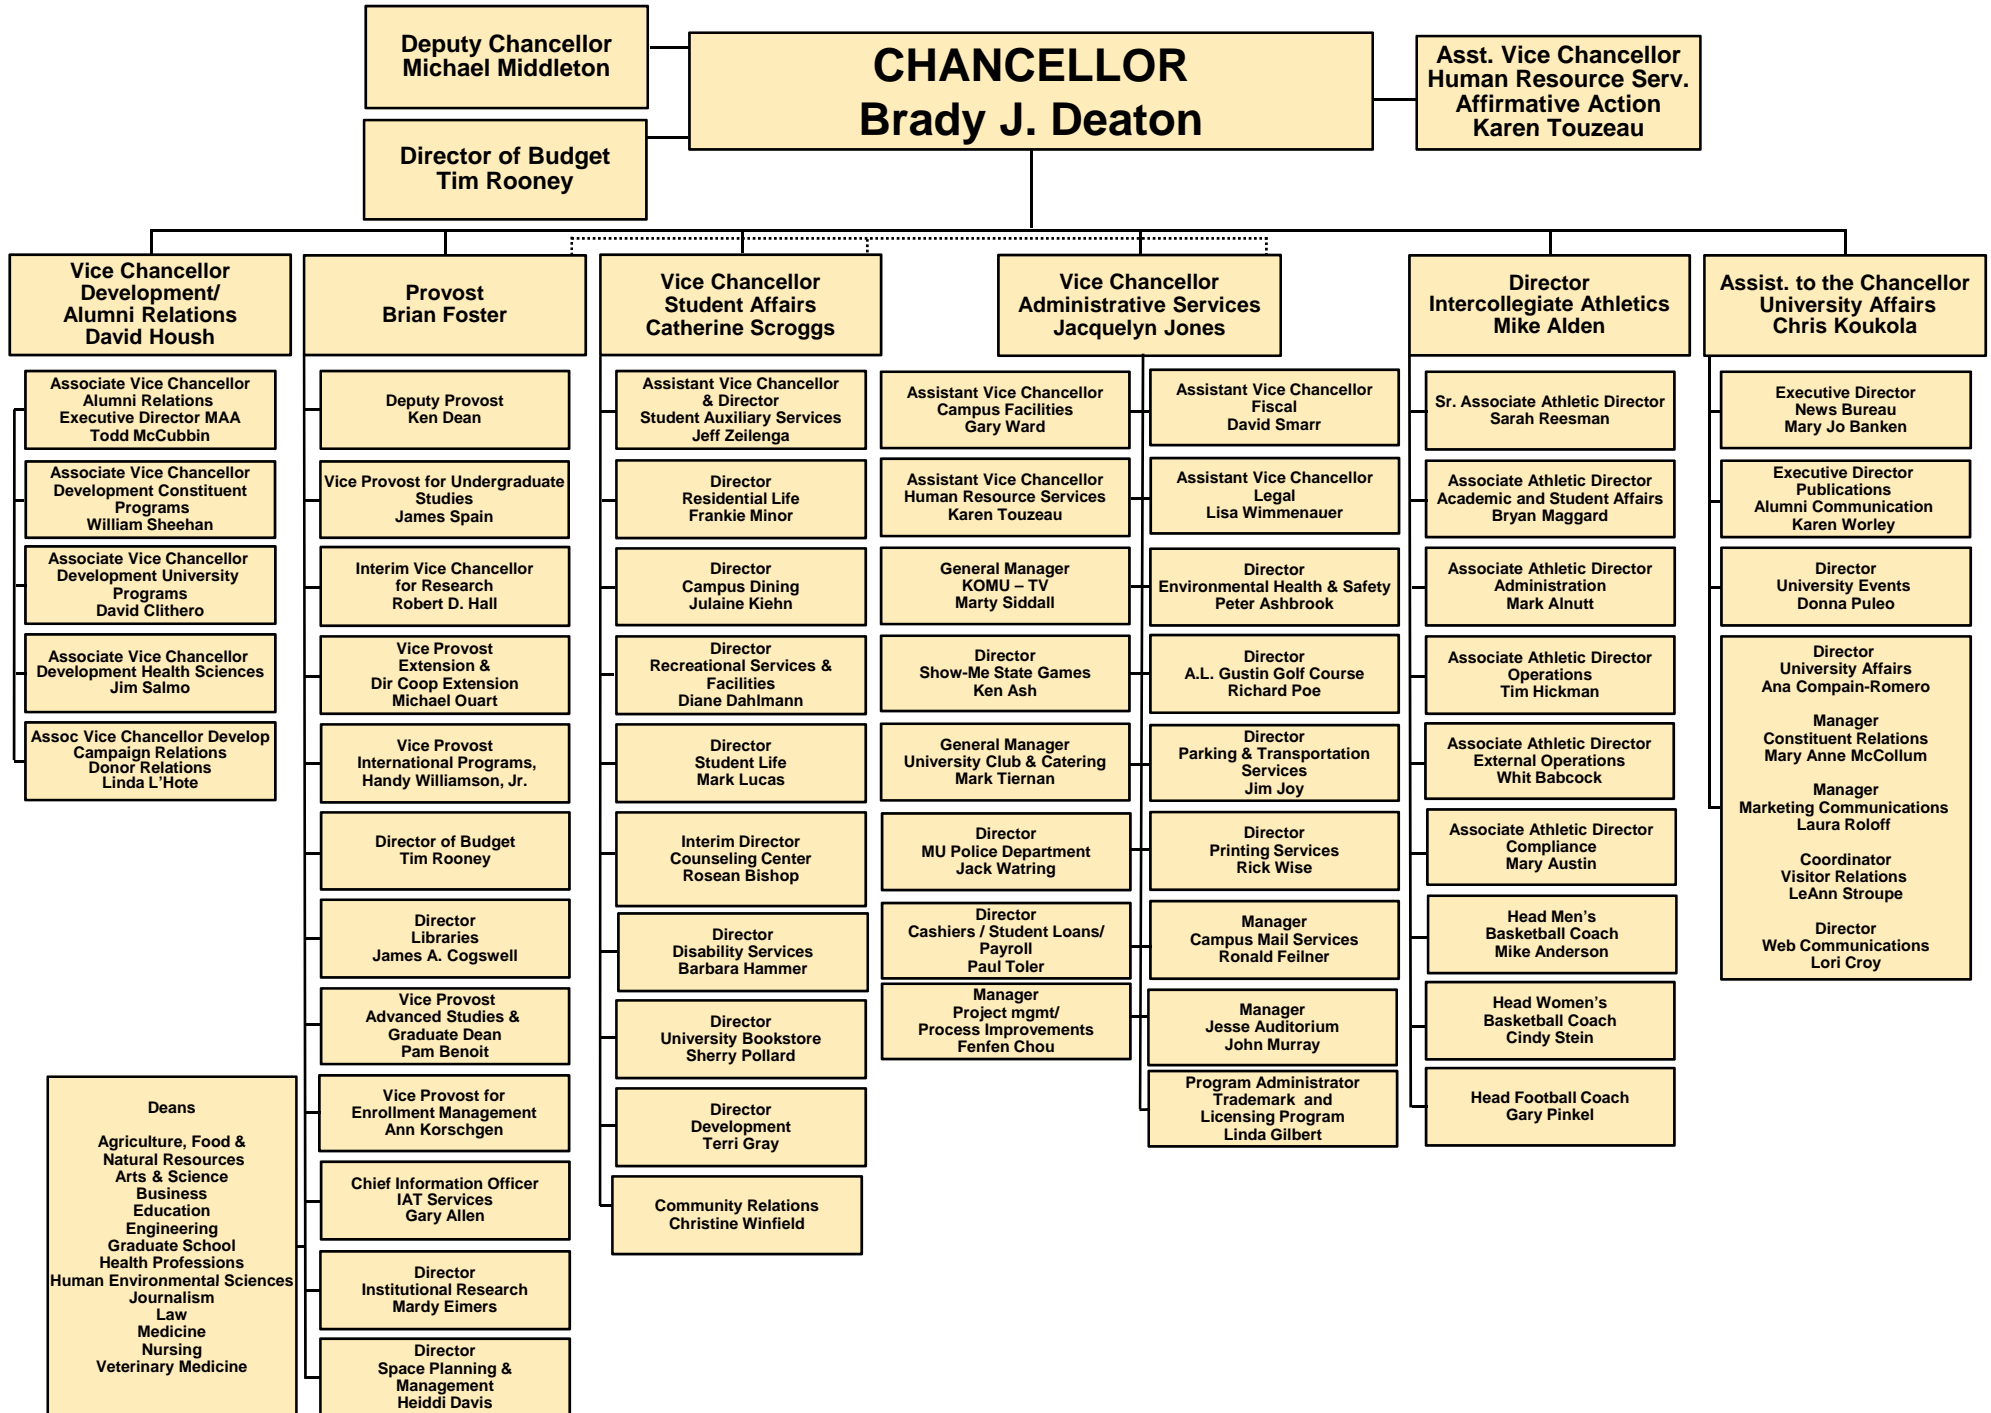 Deputy Chancellor
Michael Middleton
CHANCELLOR
Brady J. Deaton
Asst. Vice Chancellor
Human Resource Serv.
Affirmative Action
Karen Touzeau
Director of Budget
Tim Rooney
Vice Chancellor
Development/
Alumni Relations
David Housh
Provost
Brian Foster
Vice Chancellor
Student Affairs
Catherine Scroggs
Vice Chancellor
Administrative Services
Jacquelyn Jones
Director
Intercollegiate Athletics
Mike Alden
Assist. to the Chancellor
University Affairs
Chris Koukola
Associate Vice Chancellor
Alumni Relations
Executive Director MAA
Todd McCubbin
Associate Vice Chancellor
Development Constituent
Programs
William Sheehan
Associate Vice Chancellor
Development University
Programs
David Clithero
Associate Vice Chancellor
Development Health Sciences
Jim Salmo
Assoc Vice Chancellor Develop
Campaign Relations
Donor Relations
Linda L’Hote
Deans
Agriculture, Food &
Natural Resources
Arts & Science
Business
Education
Engineering
Graduate School
Health Professions
Human Environmental Sciences
Journalism
Law
Medicine
Nursing
Veterinary Medicine
Deputy Provost
Ken Dean
Vice Provost for Undergraduate
Studies
James Spain
Interim Vice Chancellor
for Research
Robert D. Hall
Vice Provost
Extension &
Dir Coop Extension
Michael Ouart
Vice Provost
International Programs,
Handy Williamson, Jr.
Director of Budget
Tim Rooney
Director
Libraries
James A. Cogswell
Vice Provost
Advanced Studies &
Graduate Dean
Pam Benoit
Vice Provost for
Enrollment Management
Ann Korschgen
Chief Information Officer
IAT Services
Gary Allen
Director
Institutional Research
Mardy Eimers
Director
Space Planning &
Management
Heiddi Davis
Assistant Vice Chancellor
& Director
Student Auxiliary Services
Jeff Zeilenga
Director
Residential Life
Frankie Minor
Director
Campus Dining
Julaine Kiehn
Director
Recreational Services &
Facilities
Diane Dahlmann
Director
Student Life
Mark Lucas
Interim Director
Counseling Center
Rosean Bishop
Director
Disability Services
Barbara Hammer
Director
University Bookstore
Sherry Pollard
Director
Development
Terri Gray
Community Relations
Christine Winfield
Assistant Vice Chancellor
Campus Facilities
Gary Ward
Assistant Vice Chancellor
Human Resource Services
Karen Touzeau
General Manager
KOMU – TV
Marty Siddall
Director
Show-Me State Games
Ken Ash
General Manager
University Club & Catering
Mark Tiernan
Director
MU Police Department
Jack Watring
Director
Cashiers / Student Loans/
Payroll
Paul Toler
Manager
Project mgmt/
Process Improvements
Fenfen Chou
Assistant Vice Chancellor
Fiscal
David Smarr
Assistant Vice Chancellor
Legal
Lisa Wimmenauer
Director
Environmental Health & Safety
Peter Ashbrook
Director
A.L. Gustin Golf Course
Richard Poe
Director
Parking & Transportation
Services
Jim Joy
Director
Printing Services
Rick Wise
Manager
Campus Mail Services
Ronald Feilner
Manager
Jesse Auditorium
John Murray
Program Administrator
Trademark and
Licensing Program
Linda Gilbert
Sr. Associate Athletic Director
Sarah Reesman
Associate Athletic Director
Academic and Student Affairs
Bryan Maggard
Associate Athletic Director
Administration
Mark Alnutt
Associate Athletic Director
Operations
Tim Hickman
Associate Athletic Director
External Operations
Whit Babcock
Associate Athletic Director
Compliance
Mary Austin
Head Men’s
Basketball Coach
Mike Anderson
Head Women’s
Basketball Coach
Cindy Stein
Head Football Coach
Gary Pinkel
Executive Director
News Bureau
Mary Jo Banken
Executive Director
Publications
Alumni Communication
Karen Worley
Director
University Events
Donna Puleo
Director
University Affairs
Ana Compain-Romero
Manager
Constituent Relations
Mary Anne McCollum
Manager
Marketing Communications
Laura Roloff
Coordinator
Visitor Relations
LeAnn Stroupe
Director
Web Communications
Lori Croy